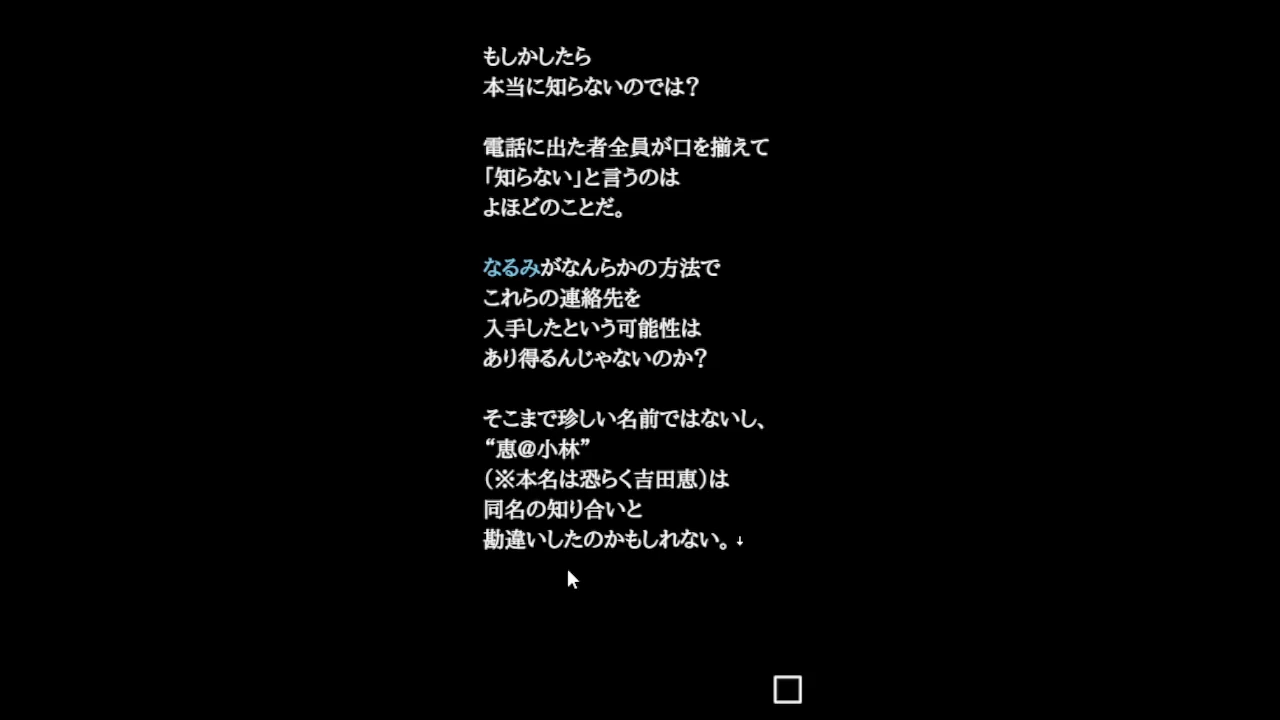 もしかしたら
本当に知らないのでは？
電話に出た者全員が口を揃えて
「知らない」と言うのは
よほどのことだ。
なるみがなんらかの方法で
これらの連絡先を
入手したという可能性は
あり得るんじゃないのか？
そこまで珍しい名前ではないし、
“恵＠小林”
（※本名は恐らく吉田恵）は
同名の知り合いと
勘違いしたのかもしれない。↓